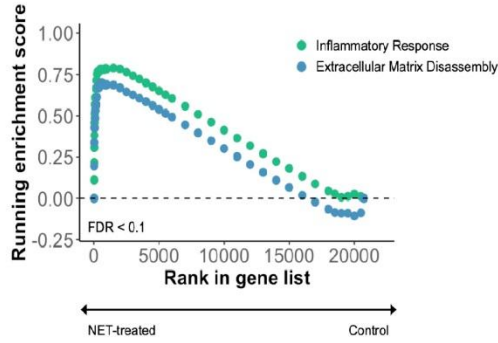 1.00
0.75
0.50
0.25
0.00
-0.25
Running enrichment score
Inflammatory Response
Extracellular Matrix Disassembly
FDR < 0.1
0 5000 10000 15000 20000
Rank in gene list
NET-treated Control